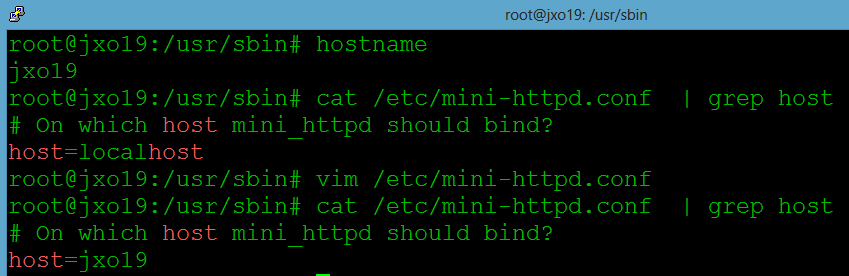 root@jxo19: /usr/sbin
root@jxo19:/usr/sbin# hostname
jxo19
root@jxo19:/usr/sbin# cat /etc/mini-httpd.conf  | grep host
# On which host mini_httpd should bind?
host=localhost
root@jxo19:/usr/sbin# vim /etc/mini-httpd.conf
root@jxo19:/usr/sbin# cat /etc/mini-httpd.conf  | grep host
# On which host mini_httpd should bind?
host=jxo19